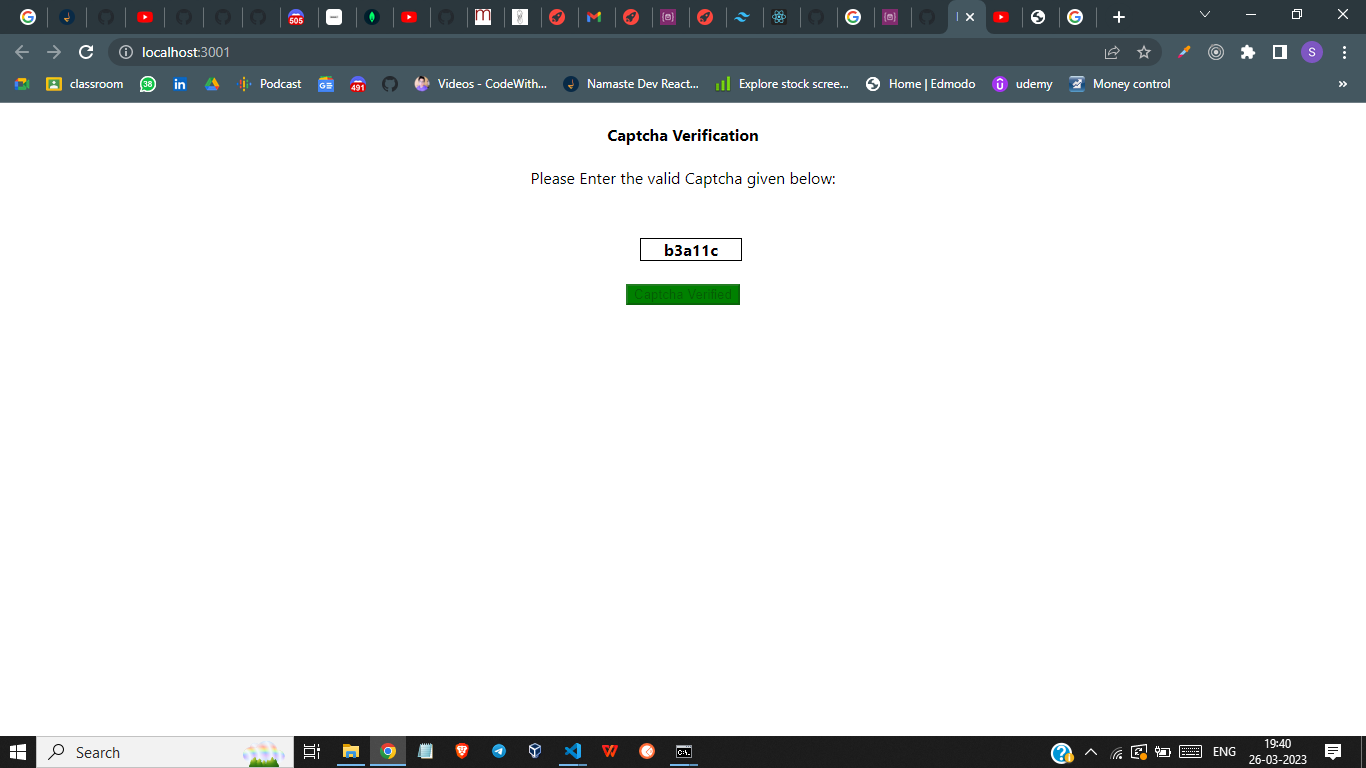 505
localhost:3001
S
classroom
38
Podcast
491
Videos - CodeWith...
Namaste Dev React...
Explore stock scree...
Home | Edmodo
udemy
Money control
»
Captcha Verification
Please Enter the valid Captcha given below:
b3a11c
Captcha Verified
Search
ENG
19:40
26-03-2023